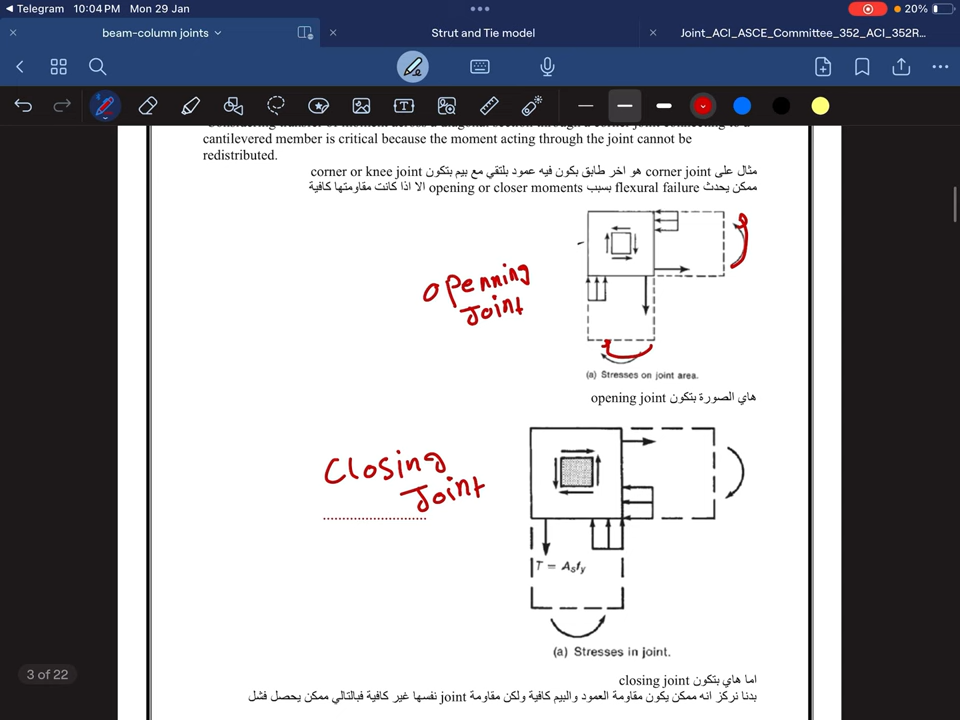 Telegram 10:04 PM Mon 29 Jan 20%
beam-column joints
Strut and Tie model
Joint_ACI_ASCE_Committee_352_ACI_352R...
cantilevered member is critical because the moment acting through the joint cannot be
redistributed.
مثال على corner joint هو اخر طابق بكون فيه عمود بلتقي مع بيم بتكون corner or knee joint
ممكن يحدث flexural failure بسبب opening or closer moments الا اذا كانت مقاومتها كافية
Openning
Joint
(a) Stresses on joint area.
هاي الصورة بتكون opening joint
Closing
Joint
T = Asfy
(a) Stresses in joint.
اما هاي بتكون closing joint
بدنا نركز انه ممكن يكون مقاومة العمود والبيم كافية ولكن مقاومة joint نفسها غير كافية فبالتالي ممكن يحصل فشل
3 of 22